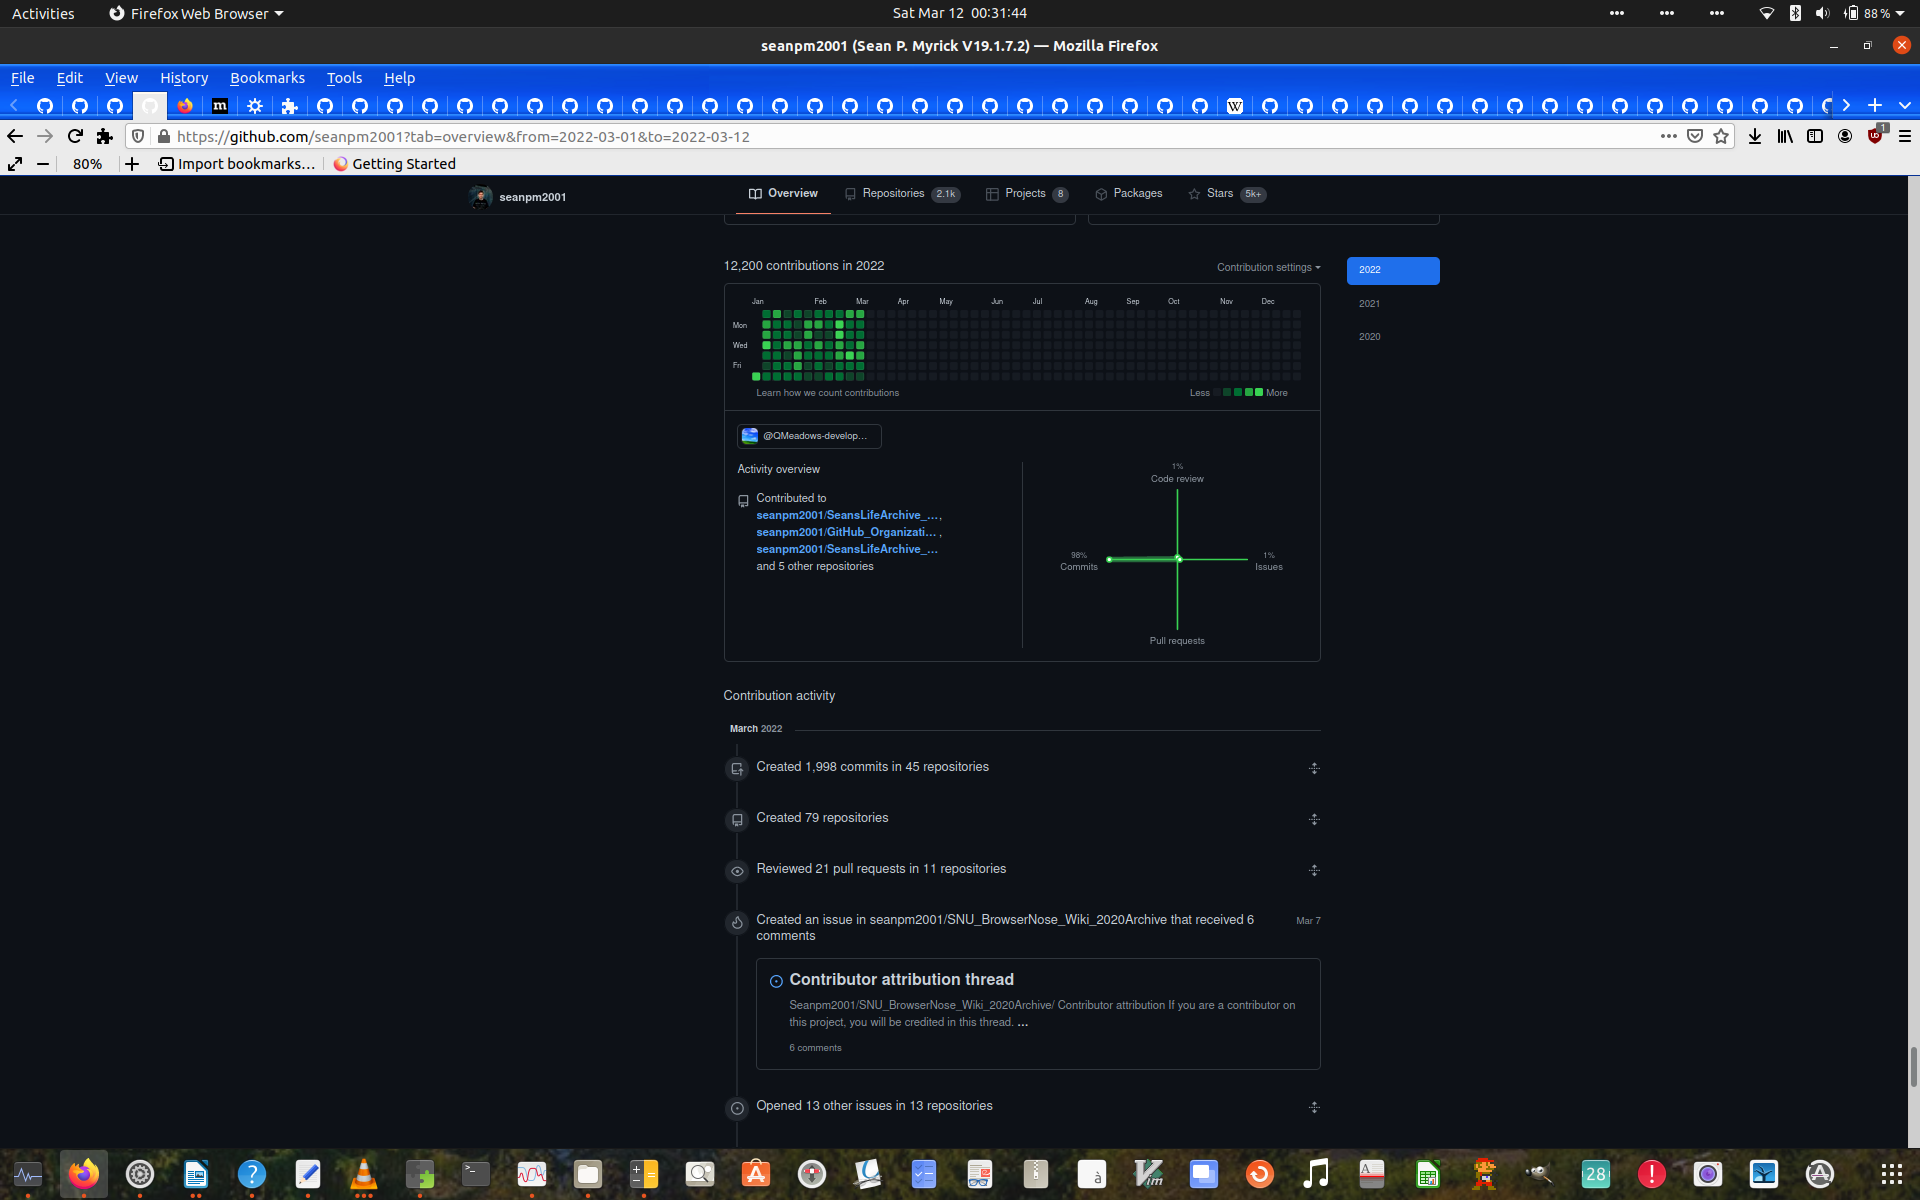 Activities
Firefox Web Browser
Sat Mar 12 00:31:44
88 %
seanpm2001 (Sean P. Myrick V19.1.7.2) — Mozilla Firefox
File Edit View History Bookmarks Tools Help
https://github.com/seanpm2001?tab=overview&from=2022-03-01&to=2022-03-12
1
80%
Import bookmarks…
Getting Started
seanpm2001
Overview
Repositories 2.1k
Projects 8
Packages
Stars 5k+
12,200 contributions in 2022
Contribution settings
2022
2021
2020
Jan Feb Mar Apr May Jun Jul Aug Sep Oct Nov Dec
Mon
Wed
Fri
Learn how we count contributions
Less More
@QMeadows-develop…
Activity overview
Contributed to
seanpm2001/SeansLifeArchive_… ,
seanpm2001/GitHub_Organizati… ,
seanpm2001/SeansLifeArchive_…
and 5 other repositories
1%
Code review
98%
Commits
1%
Issues
Pull requests
Contribution activity
March 2022
Created 1,998 commits in 45 repositories
Created 79 repositories
Reviewed 21 pull requests in 11 repositories
Created an issue in seanpm2001/SNU_BrowserNose_Wiki_2020Archive that received 6
comments
Mar 7
Contributor attribution thread
Seanpm2001/SNU_BrowserNose_Wiki_2020Archive/ Contributor attribution If you are a contributor on
this project, you will be credited in this thread. …
6 comments
Opened 13 other issues in 13 repositories
28